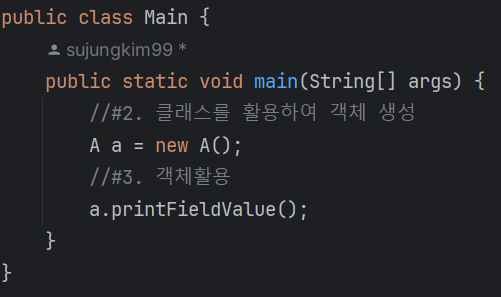 public class Main {
sujungkim99 *
public static void main(String[] args) {
//#2. 클래스를 활용하여 객체 생성
A a = new A();
//#3. 객체활용
a.printFieldValue();
}
}